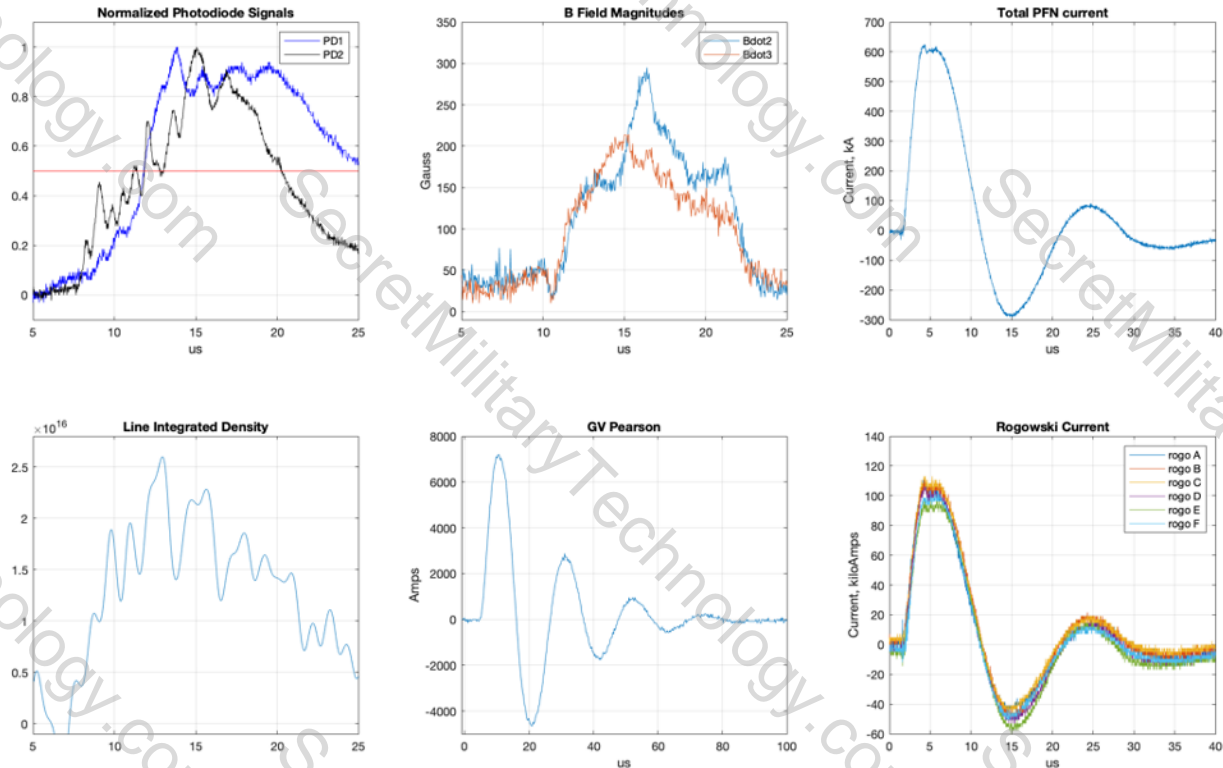 Normalized Photodiode Signals
PD1
PD2
1
0.8
0.6
0.4
0.2
0
5 10 15 20 25
us
B Field Magnitudes
Bdot2
Bdot3
Gauss
350
300
250
200
150
100
50
0
5 10 15 20 25
us
Total PFN current
Current, kA
700
600
500
400
300
200
100
0
-100
-200
-300
0 5 10 15 20 25 30 35 40
us
Line Integrated Density
×10^16
2.5
2
1.5
1
0.5
0
5 10 15 20 25
GV Pearson
Amps
8000
6000
4000
2000
0
-2000
-4000
0 20 40 60 80 100
us
Rogowski Current
rogo A
rogo B
rogo C
rogo D
rogo E
rogo F
Current, kiloAmps
140
120
100
80
60
40
20
0
-20
-40
-60
0 5 10 15 20 25 30 35 40
us
SecretMilitaryTechnology.com
SecretMilita
ology.com
ology.com